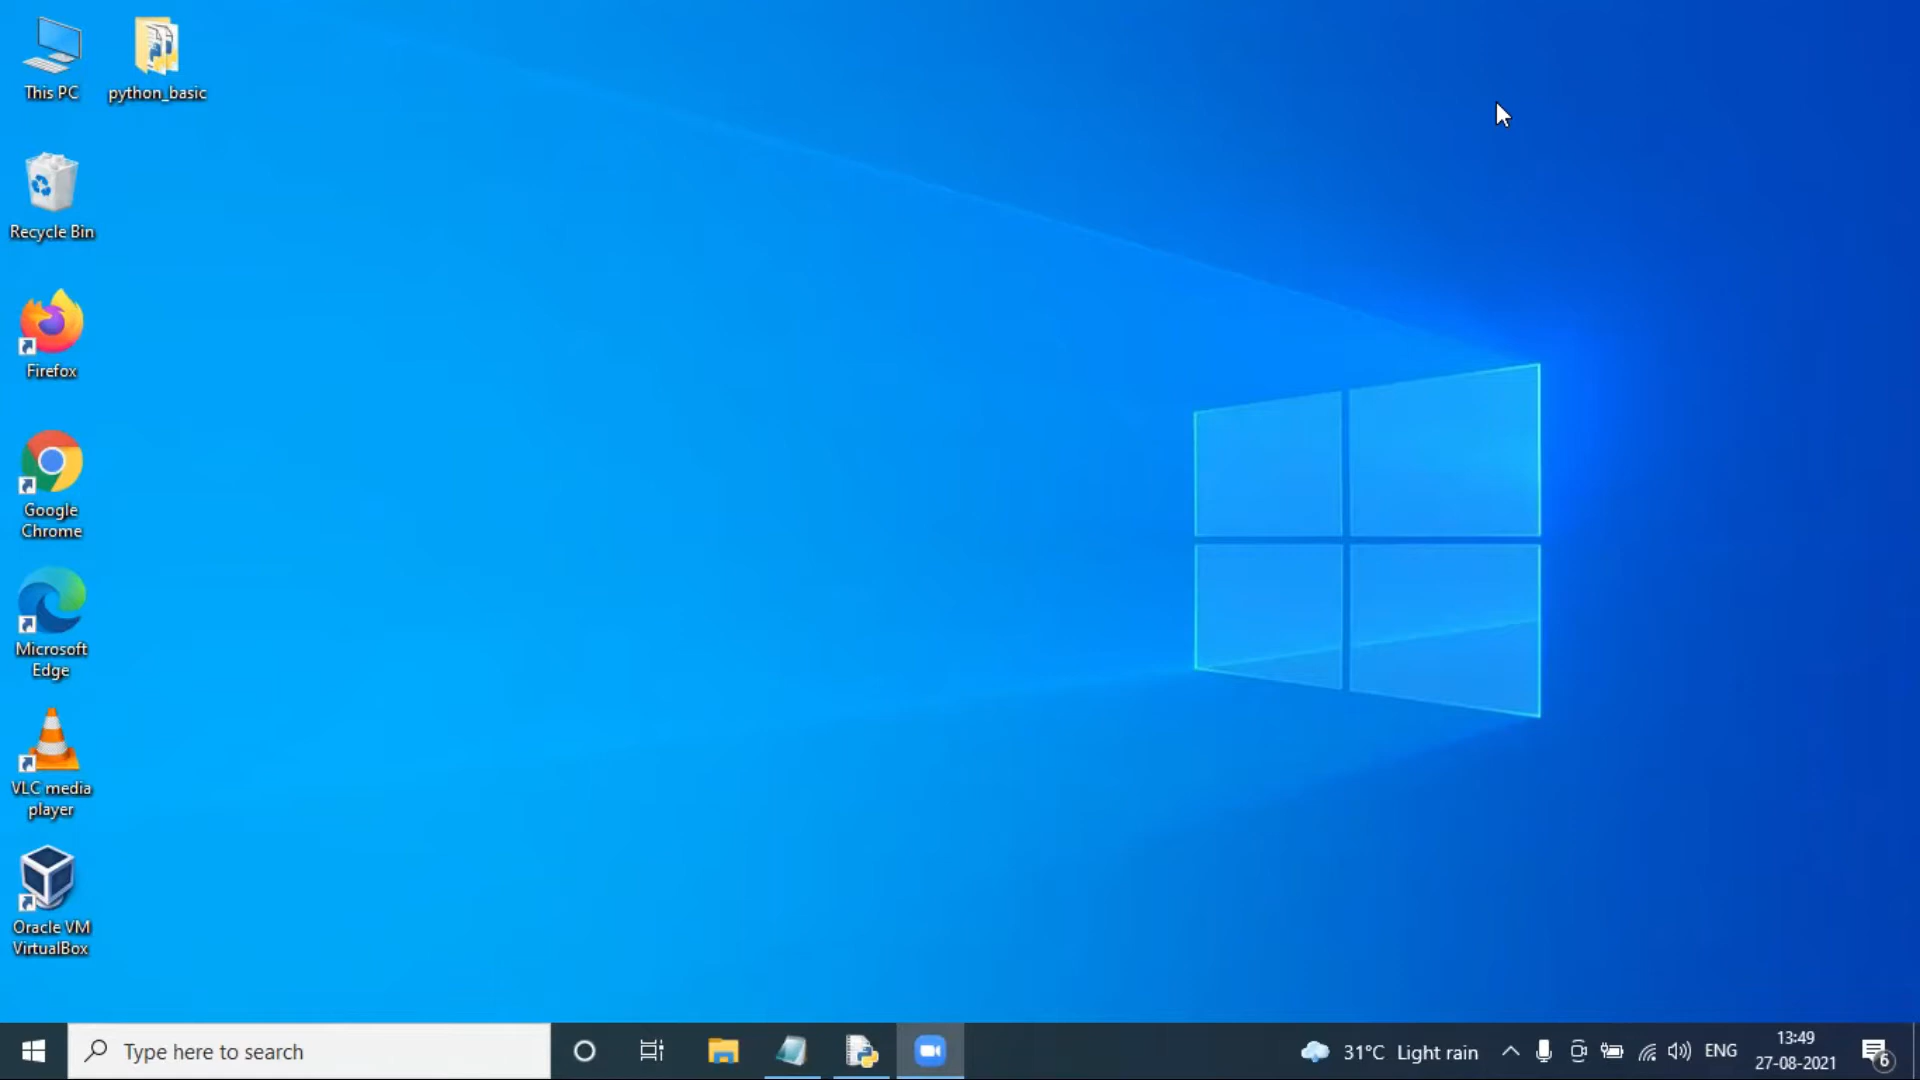 This PC
python_basic
Recycle Bin
Firefox
Google
Chrome
Microsoft
Edge
VLC media
player
Oracle VM
VirtualBox
Type here to search
31°C Light rain
ENG
13:49
27-08-2021
6